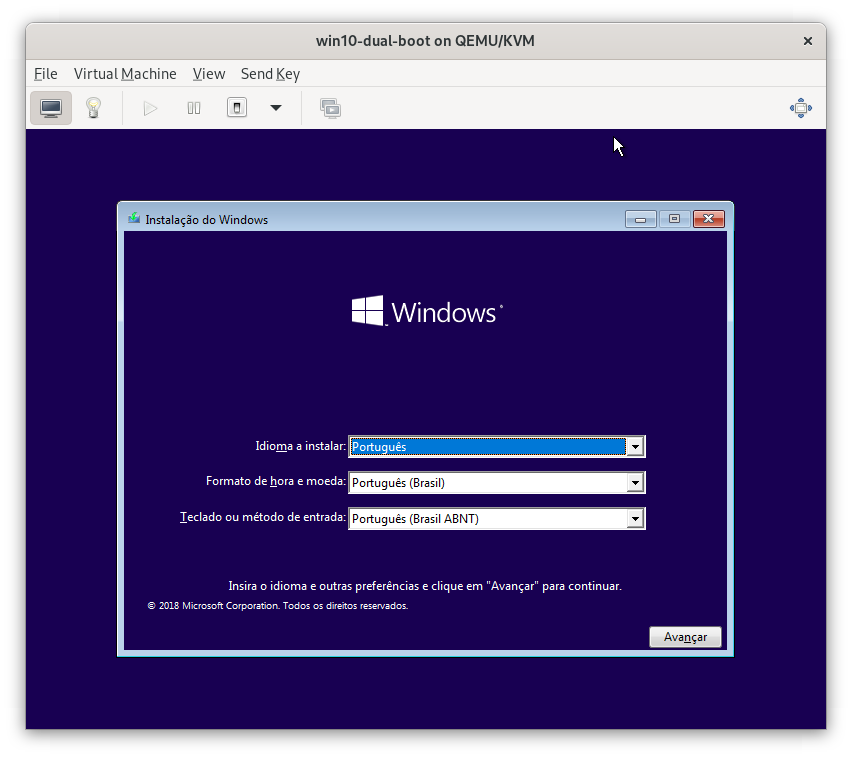 win10-dual-boot on QEMU/KVM
File Virtual Machine View Send Key
Instalação do Windows
Windows
Idioma a instalar: Português
Formato de hora e moeda: Português (Brasil)
Teclado ou método de entrada: Português (Brasil ABNT)
Insira o idioma e outras preferências e clique em "Avançar" para continuar.
© 2018 Microsoft Corporation. Todos os direitos reservados.
Avançar